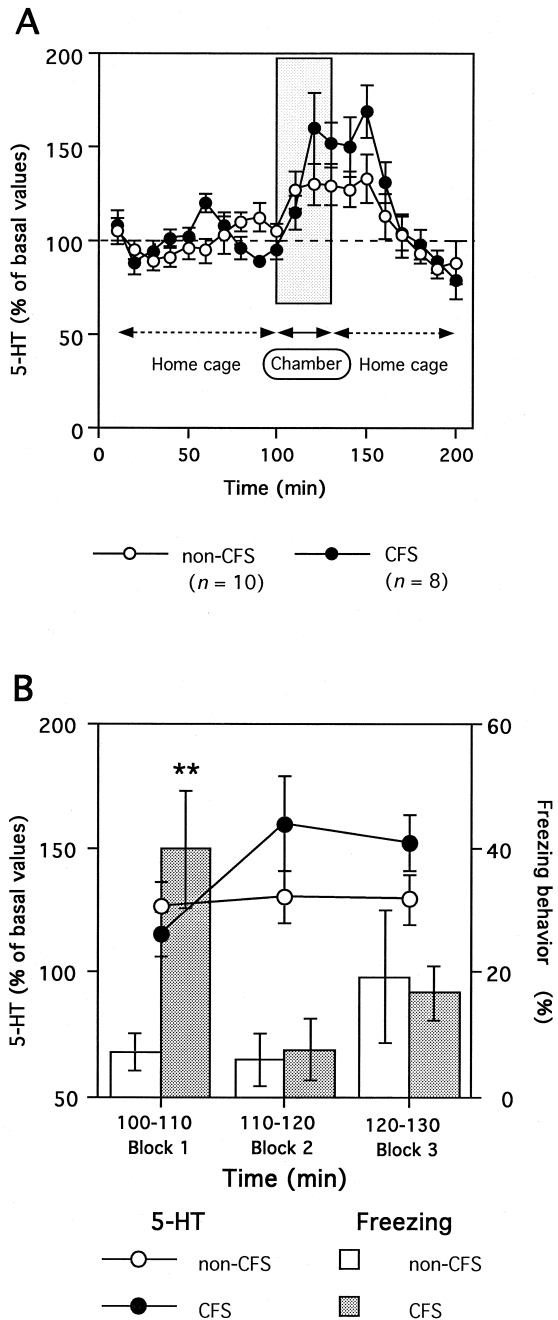 A
200
150
100
50
0
5-HT (% of basal values)
Home cage
Chamber
Home cage
0
50
100
150
200
Time (min)
non-CFS
(n = 10)
CFS
(n = 8)
B
200
150
100
50
5-HT (% of basal values)
**
60
40
20
0
Freezing behavior (%)
100-110
Block 1
110-120
Block 2
120-130
Block 3
Time (min)
5-HT
Freezing
non-CFS
non-CFS
CFS
CFS